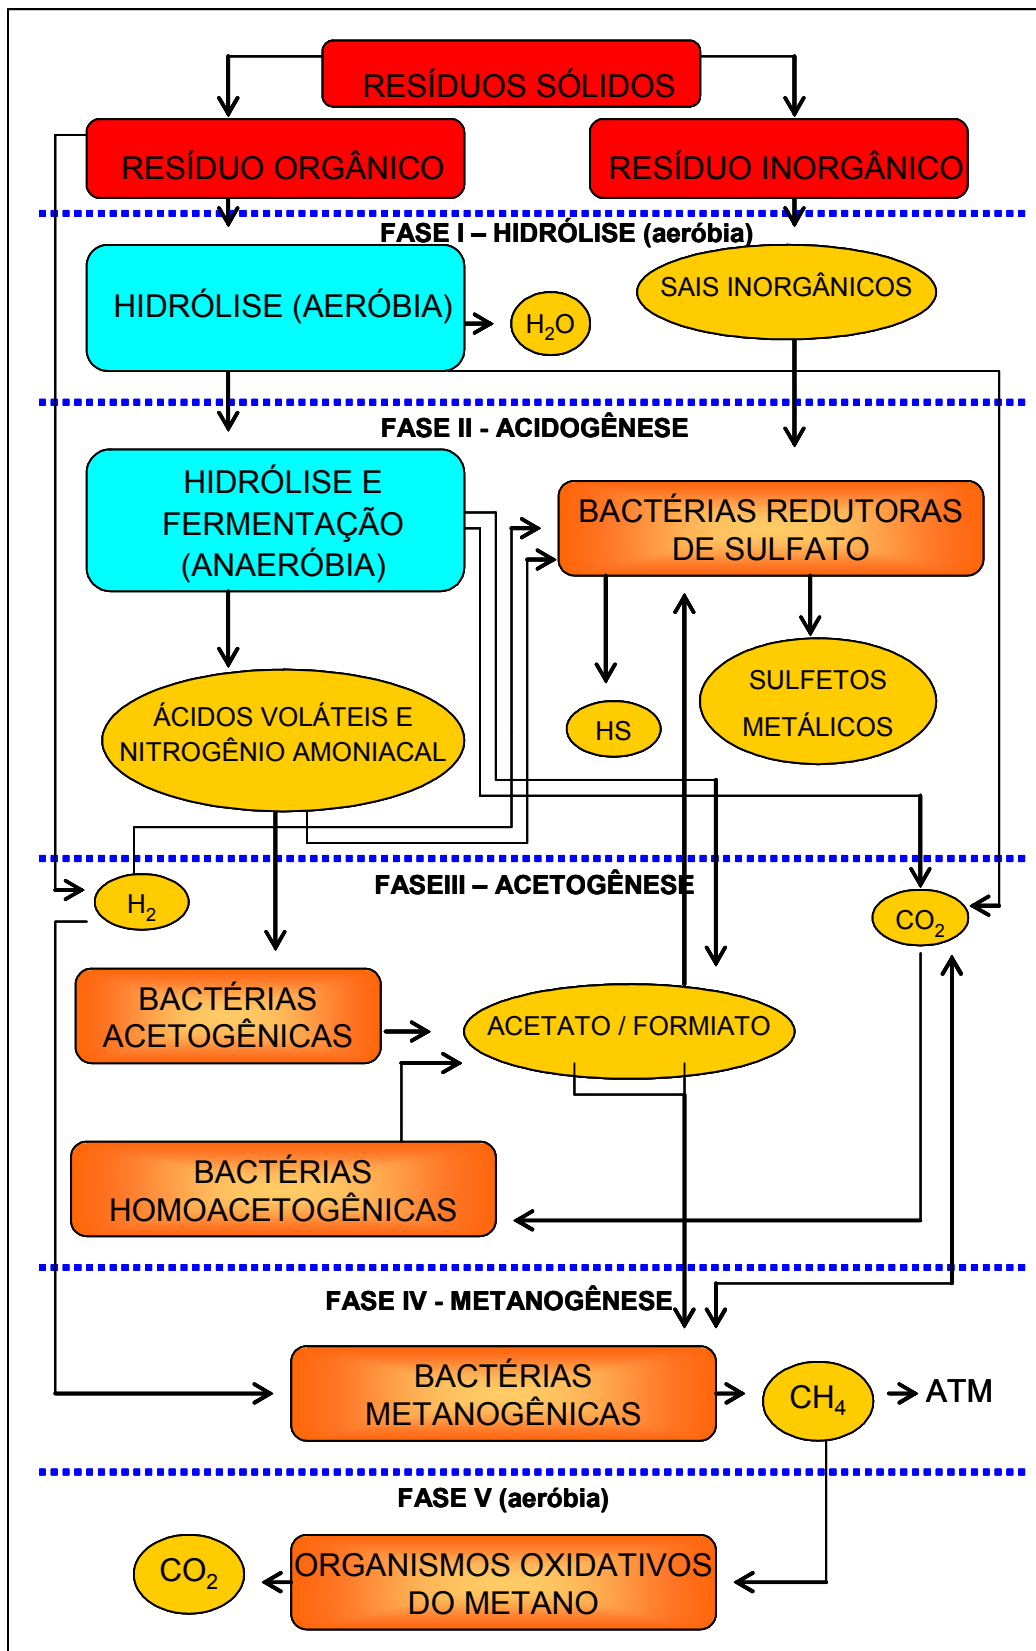 RESÍDUOS SÓLIDOS
RESÍDUO ORGÂNICO
RESÍDUO INORGÂNICO
FASE I – HIDRÓLISE (aeróbia)
HIDRÓLISE (AERÓBIA)
H₂O
SAIS INORGÂNICOS
FASE II - ACIDOGÊNESE
HIDRÓLISE E
FERMENTAÇÃO
(ANAERÓBIA)
BACTÉRIAS REDUTORAS
DE SULFATO
ÁCIDOS VOLÁTEIS E
NITROGÊNIO AMONIACAL
HS
SULFETOS
METÁLICOS
FASEIII – ACETOGÊNESE
H₂
CO₂
BACTÉRIAS
ACETOGÊNICAS
ACETATO / FORMIATO
BACTÉRIAS
HOMOACETOGÊNICAS
FASE IV - METANOGÊNESE
BACTÉRIAS
METANOGÊNICAS
CH₄
ATM
FASE V (aeróbia)
CO₂
ORGANISMOS OXIDATIVOS
DO METANO